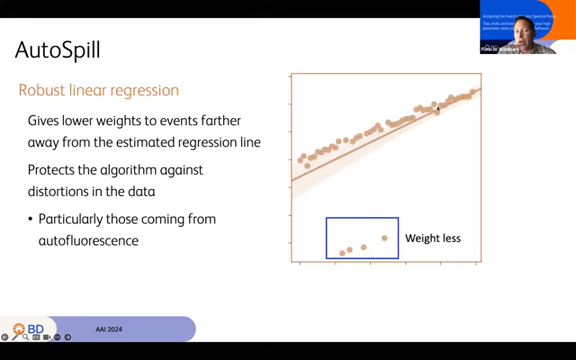 AutoSpill
Robust linear regression
Gives lower weights to events farther
away from the estimated regression line
Protects the algorithm against
distortions in the data
• Particularly those coming from
autofluorescence
Weight less
BD
AAI 2024